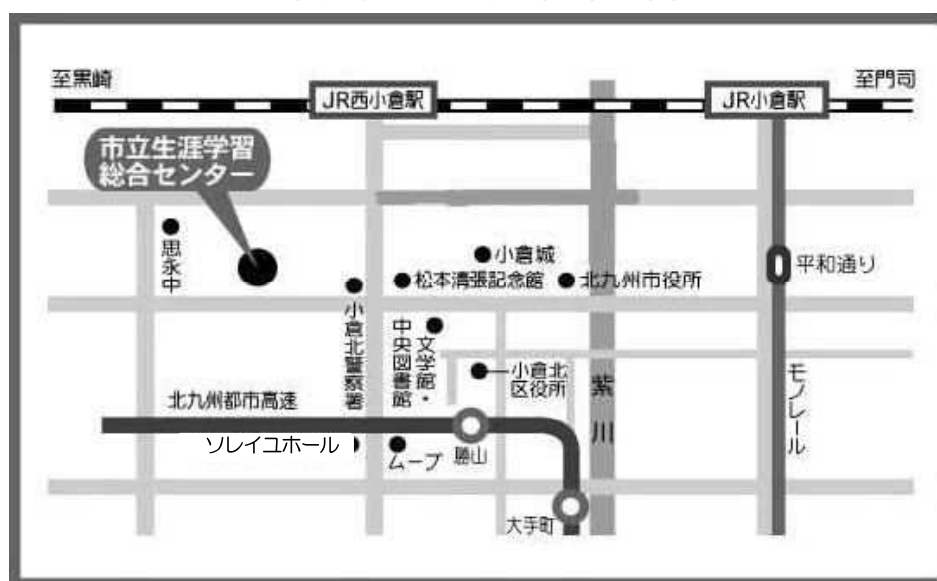 至黒崎
JR西小倉駅
JR小倉駅
至門司
市立生涯学習
総合センター
思永中
小倉城
松本清張記念館
北九州市役所
平和通り
小倉北警察署
文学館・
中央図書館
小倉北
区役所
紫川
モノレール
北九州都市高速
ソレイユホール
ムーブ
勝山
大手町